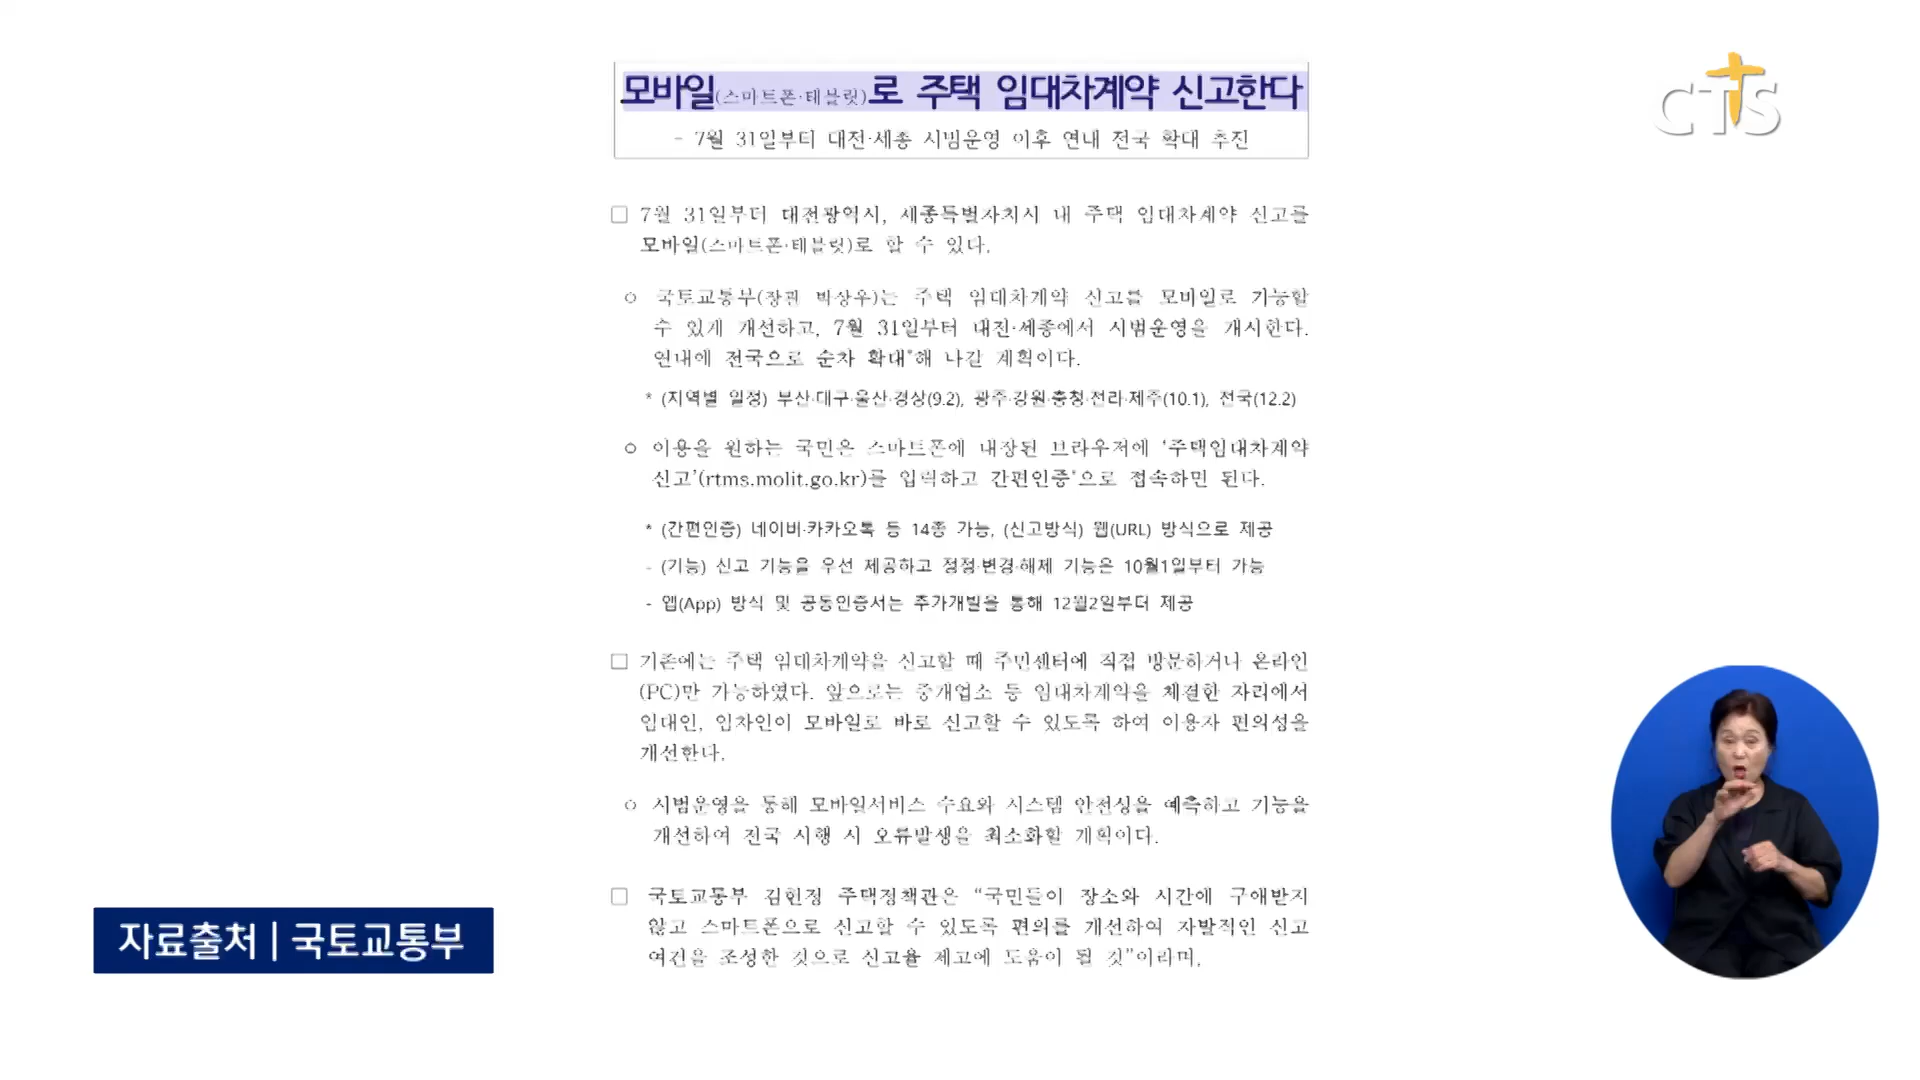 모바일(스마트폰·태블릿)로 주택 임대차계약 신고한다
- 7월 31일부터 대전·세종 시범운영 이후 연내 전국 확대 추진
CTS
□ 7월 31일부터 대전광역시, 세종특별자치시 내 주택 임대차계약 신고를
모바일(스마트폰·태블릿)로 할 수 있다.
○ 국토교통부(장관 박상우)는 주택 임대차계약 신고를 모바일로 기능할
수 있게 개선하고, 7월 31일부터 대전·세종에서 시범운영을 개시한다.
연내에 전국으로 순차 확대*해 나갈 계획이다.
* (지역별 일정) 부산·대구·울산·경상(9.2), 광주·강원·충청·전라·제주(10.1), 전국(12.2)
○ 이용을 원하는 국민은 스마트폰에 내장된 브라우저에 '주택임대차계약
신고'(rtms.molit.go.kr)를 입력하고 간편인증*으로 접속하면 된다.
* (간편인증) 네이버·카카오톡 등 14종 가능, (신고방식) 웹(URL) 방식으로 제공
- (기능) 신고 기능을 우선 제공하고 정정·변경·해제 기능은 10월1일부터 가능
- 앱(App) 방식 및 공동인증서는 추가개발을 통해 12월2일부터 제공
□ 기존에는 주택 임대차계약을 신고할 때 주민센터에 직접 방문하거나 온라인
(PC)만 가능하였다. 앞으로는 중개업소 등 임대차계약을 체결한 자리에서
임대인, 임차인이 모바일로 바로 신고할 수 있도록 하여 이용자 편의성을
개선한다.
○ 시범운영을 통해 모바일서비스 수요와 시스템 안전성을 예측하고 기능을
개선하여 전국 시행 시 오류발생을 최소화할 계획이다.
□ 국토교통부 김헌정 주택정책관은 "국민들이 장소와 시간에 구애받지
않고 스마트폰으로 신고할 수 있도록 편의를 개선하여 자발적인 신고
여건을 조성한 것으로 신고율 제고에 도움이 될 것"이라며,
자료출처 | 국토교통부